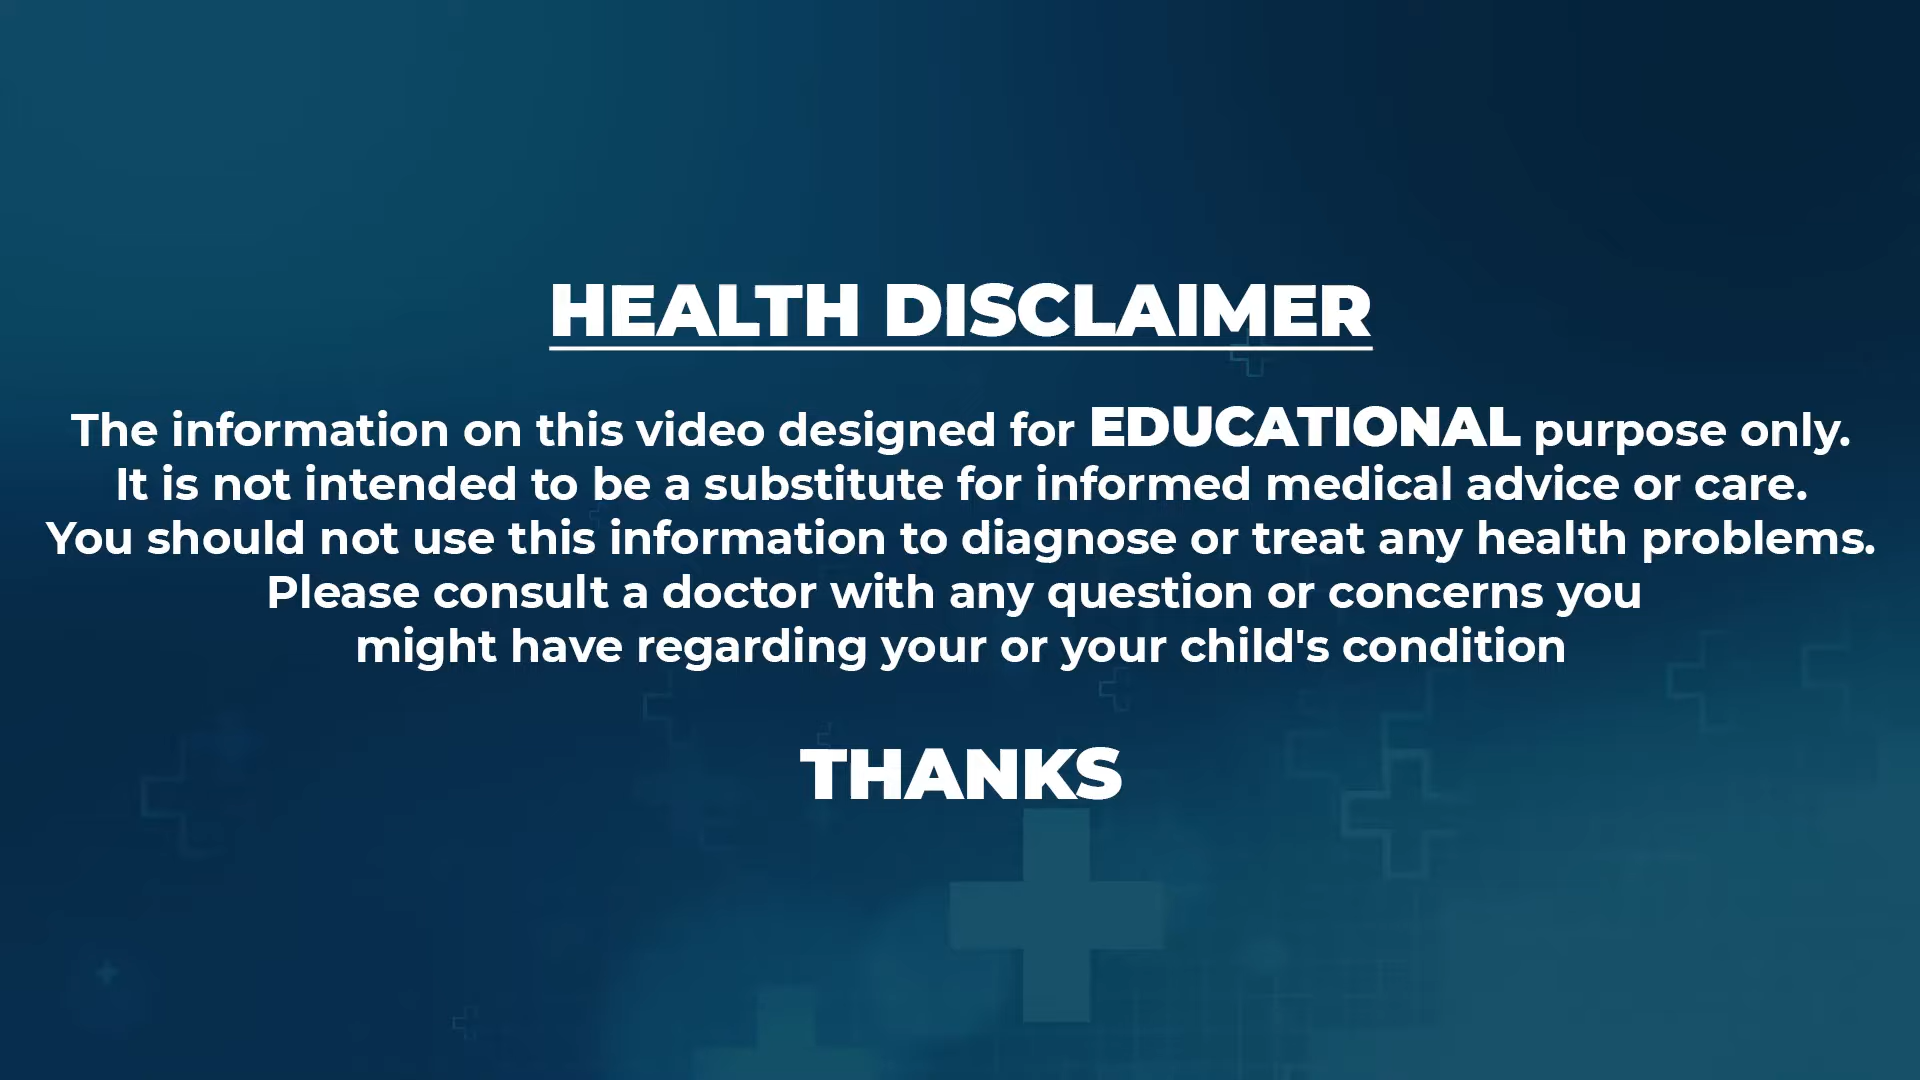 HEALTH DISCLAIMER
The information on this video designed for EDUCATIONAL purpose only.
It is not intended to be a substitute for informed medical advice or care.
You should not use this information to diagnose or treat any health problems.
Please consult a doctor with any question or concerns you
might have regarding your or your child's condition
THANKS